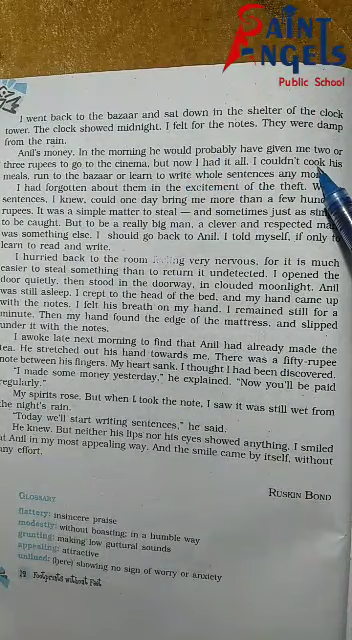 SAINT
ANGELS
Public School
I went back to the bazaar and sat down in the shelter of the clock
tower. The clock showed midnight. I felt for the notes. They were damp
from the rain.
Anil's money. In the morning he would probably have given me two or
three rupees to go to the cinema, but now I had it all. I couldn't cook his
meals, run to the bazaar or learn to write whole sentences any
I had forgotten about them in the excitement of the theft.
sentences, I knew, could one day bring me more than a few
rupees. It was a simple matter to steal — and sometimes just as
to be caught. But to be a really big man, a clever and respected
was something else. I should go back to Anil, I told myself, if only to
learn to read and write.
I hurried back to the room feeling very nervous, for it is much
easier to steal something than to return it undetected. I opened the
door quietly, then stood in the doorway, in clouded moonlight. Anil
was still asleep. I crept to the head of the bed, and my hand came up
with the notes. I felt his breath on my hand. I remained still for a
minute. Then my hand found the edge of the mattress, and slipped
under it with the notes.
I awoke late next morning to find that Anil had already made the
tea. He stretched out his hand towards me. There was a fifty-rupee
note between his fingers. My heart sank. I thought I had been discovered.
"I made some money yesterday," he explained. "Now you'll be paid
regularly."
My spirits rose. But when I took the note, I saw it was still wet from
the night's rain.
"Today we'll start writing sentences," he said.
He knew. But neither his lips nor his eyes showed anything. I smiled
at Anil in my most appealing way. And the smile came by itself, without
any effort.
RUSKIN BOND
GLOSSARY
flattery: insincere praise
modestly: without boasting; in a humble way
grunting: making low guttural sounds
appealing: attractive
unlined: (here) showing no sign of worry or anxiety
Footprints without Feet